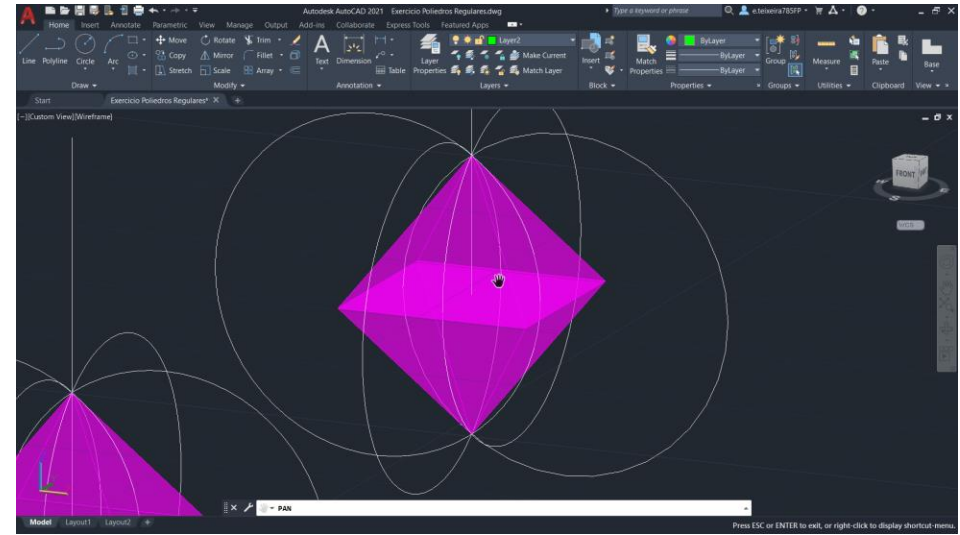 Autodesk AutoCAD 2021 Exercicio Poliedros Regulares.dwg
Type a keyword or phrase
e.teixeira78SFP
Home Insert Annotate Parametric View Manage Output Add-ins Collaborate Express Tools Featured Apps
Line Polyline Circle Arc
Move Rotate Trim
Copy Mirror Fillet
Stretch Scale Array
Text Dimension
Table
Layer Properties
Layer2
Make Current
Match Layer
Insert
Match Properties
ByLayer
ByLayer
ByLayer
Group
Measure
Paste
Base
Draw Modify Annotation Layers Block Properties Groups Utilities Clipboard View
Start Exercicio Poliedros Regulares*
[-][Custom View][Wireframe]
FRONT
WCS
PAN
Model Layout1 Layout2
Press ESC or ENTER to exit, or right-click to display shortcut-menu.